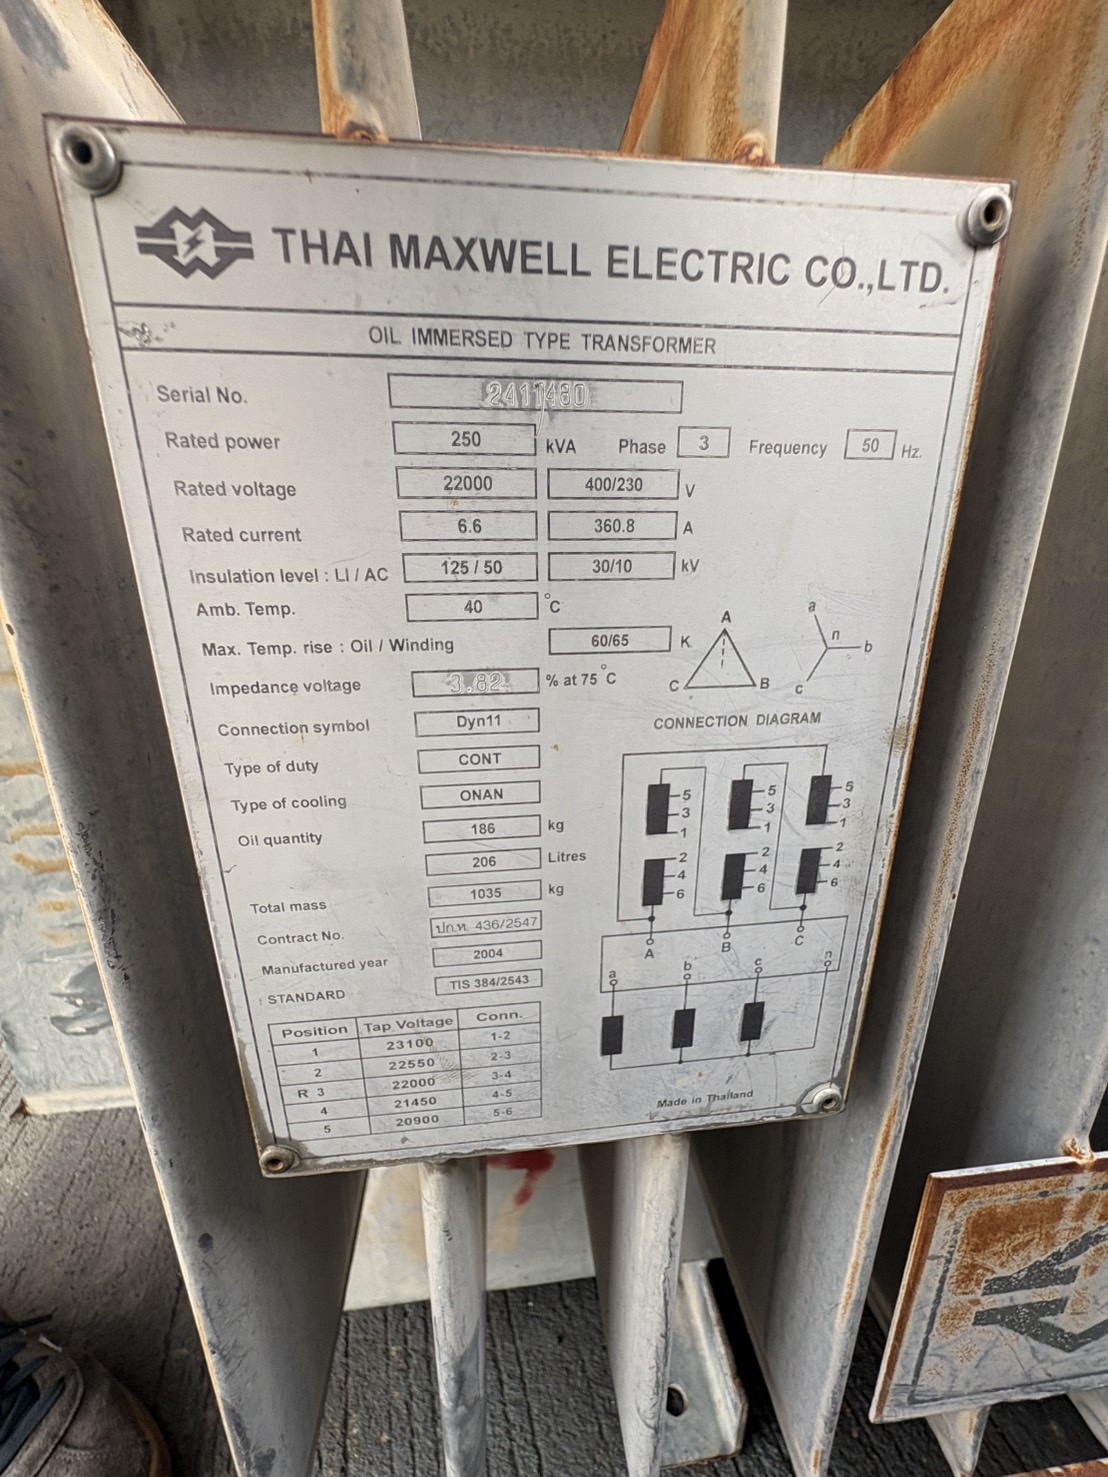 THAI MAXWELL ELECTRIC CO.,LTD.
OIL IMMERSED TYPE TRANSFORMER
Serial No. 2411480
Rated power 250 kVA Phase 3 Frequency 50 Hz.
Rated voltage 22000 400/230 V
Rated current 6.6 360.8 A
Insulation level : LI / AC 125 / 50 30/10 kV
Amb. Temp. 40 °C
Max. Temp. rise : Oil / Winding 60/65 K
Impedance voltage 3.82 % at 75 °C
Connection symbol Dyn11
Type of duty CONT
Type of cooling ONAN
Oil quantity 186 kg
206 Litres
Total mass 1035 kg
Contract No. ปก.ห. 436/2547
Manufactured year 2004
: STANDARD TIS 384/2543
Position Tap Voltage Conn.
1 23100 1-2
2 22550 2-3
R 3 22000 3-4
4 21450 4-5
5 20900 5-6
A
C B
a
n
b
c
CONNECTION DIAGRAM
5 5 5
3 3 3
1 1 1
2 2 2
4 4 4
6 6 6
A B C
a b c n
Made in Thailand